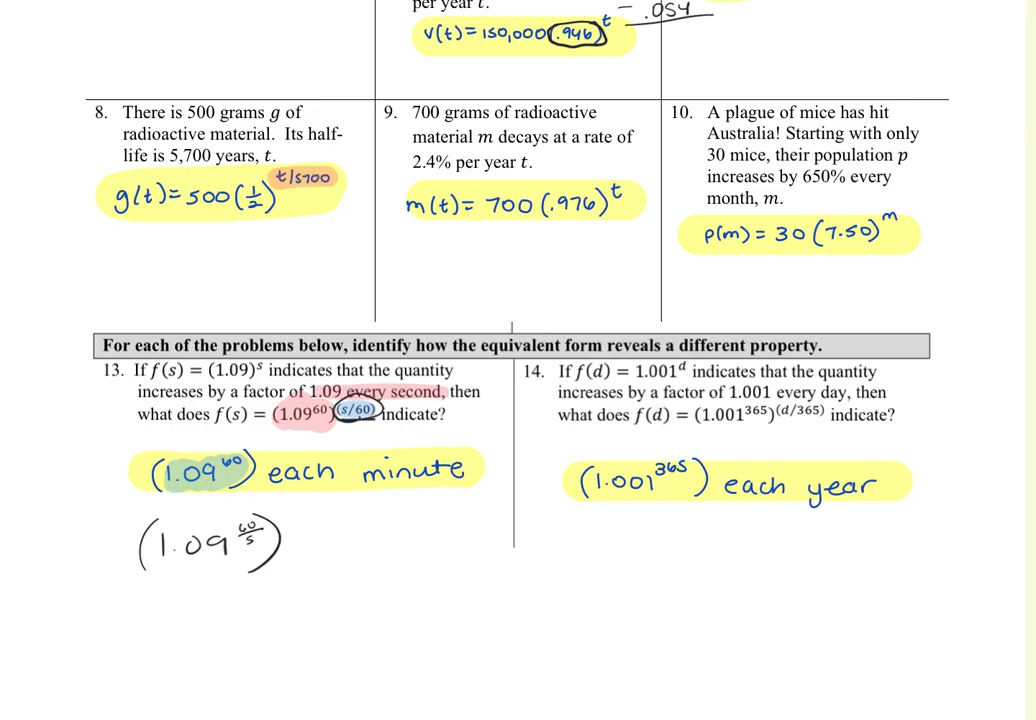 per year t.
− .054
v(t) = 150,000(.946)^t
8. There is 500 grams g of
radioactive material. Its half-
life is 5,700 years, t.
g(t) = 500(1/2)^t/5700
9. 700 grams of radioactive
material m decays at a rate of
2.4% per year t.
m(t) = 700(.976)^t
10. A plague of mice has hit
Australia! Starting with only
30 mice, their population p
increases by 650% every
month, m.
p(m) = 30(7.50)^m
For each of the problems below, identify how the equivalent form reveals a different property.
13. If f(s) = (1.09)^s indicates that the quantity
increases by a factor of 1.09 every second, then
what does f(s) = (1.09^60)^(s/60) indicate?
(1.09^60) each minute
(1.09^60/s)
14. If f(d) = 1.001^d indicates that the quantity
increases by a factor of 1.001 every day, then
what does f(d) = (1.001^365)^(d/365) indicate?
(1.001^365) each year